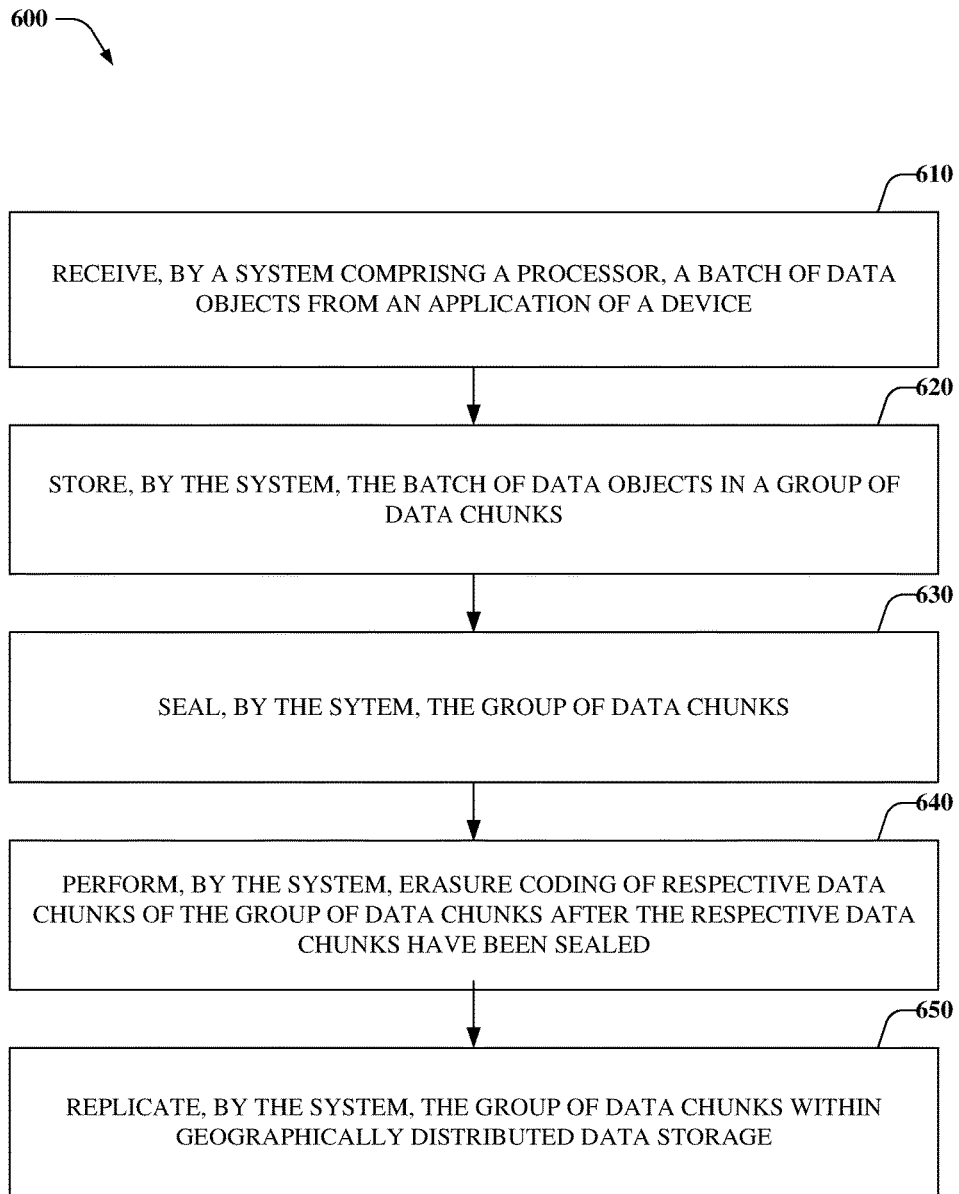 600
610
RECEIVE, BY A SYSTEM COMPRISNG A PROCESSOR, A BATCH OF DATA
OBJECTS FROM AN APPLICATION OF A DEVICE
620
STORE, BY THE SYSTEM, THE BATCH OF DATA OBJECTS IN A GROUP OF
DATA CHUNKS
630
SEAL, BY THE SYTEM, THE GROUP OF DATA CHUNKS
640
PERFORM, BY THE SYSTEM, ERASURE CODING OF RESPECTIVE DATA
CHUNKS OF THE GROUP OF DATA CHUNKS AFTER THE RESPECTIVE DATA
CHUNKS HAVE BEEN SEALED
650
REPLICATE, BY THE SYSTEM, THE GROUP OF DATA CHUNKS WITHIN
GEOGRAPHICALLY DISTRIBUTED DATA STORAGE